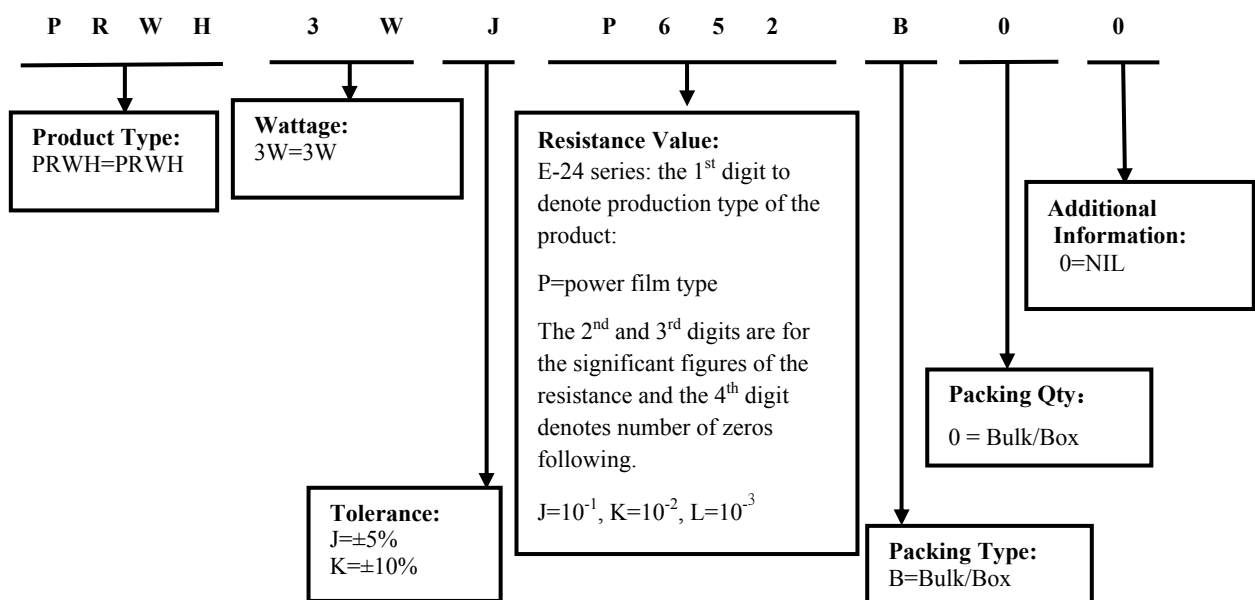 P R W H 3 W J P 6 5 2 B 0 0
Product Type:
PRWH=PRWH
Wattage:
3W=3W
Resistance Value:
E-24 series: the 1st digit to
denote production type of the
product:
P=power film type
The 2nd and 3rd digits are for
the significant figures of the
resistance and the 4th digit
denotes number of zeros
following.
J=10-1, K=10-2, L=10-3
Additional
Information:
0=NIL
Packing Qty：
0 = Bulk/Box
Tolerance:
J=±5%
K=±10%
Packing Type:
B=Bulk/Box